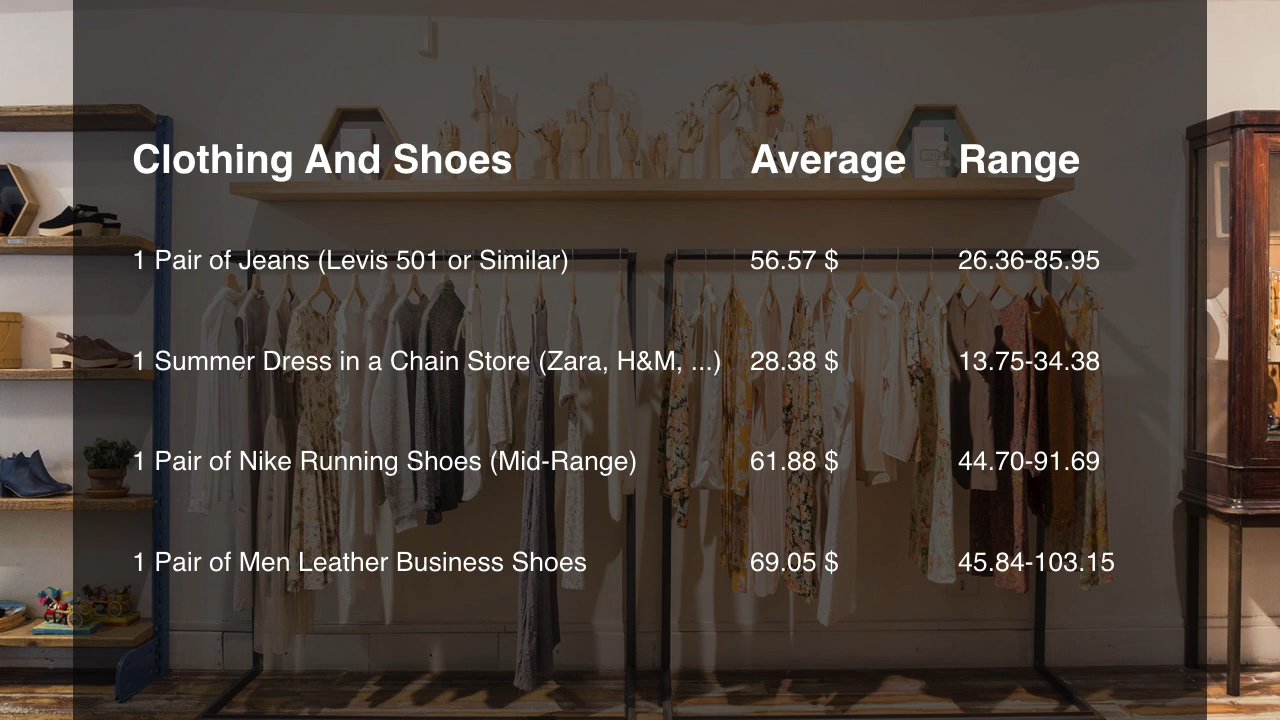 Clothing And Shoes Average Range
1 Pair of Jeans (Levis 501 or Similar) 56.57 $ 26.36-85.95
1 Summer Dress in a Chain Store (Zara, H&M, ...) 28.38 $ 13.75-34.38
1 Pair of Nike Running Shoes (Mid-Range) 61.88 $ 44.70-91.69
1 Pair of Men Leather Business Shoes 69.05 $ 45.84-103.15